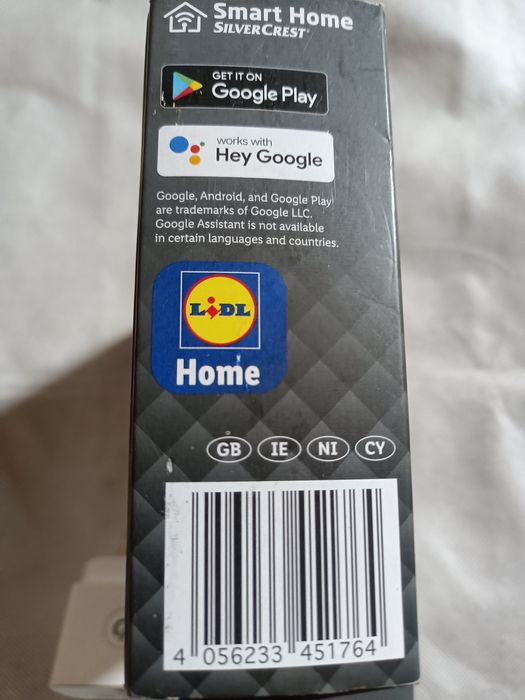 Smart Home
SILVERCREST®
GET IT ON
Google Play
works with
Hey Google
Google, Android, and Google Play
are trademarks of Google LLC.
Google Assistant is not available
in certain languages and countries.
LiDL
Home
GB IE NI CY
4 056233 451764